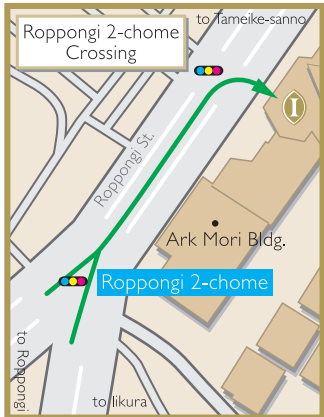 to Tameike-sanno
Roppongi 2-chome
Crossing
I
Roppongi St.
Ark Mori Bldg.
Roppongi 2-chome
to Roppongi
to Iikura